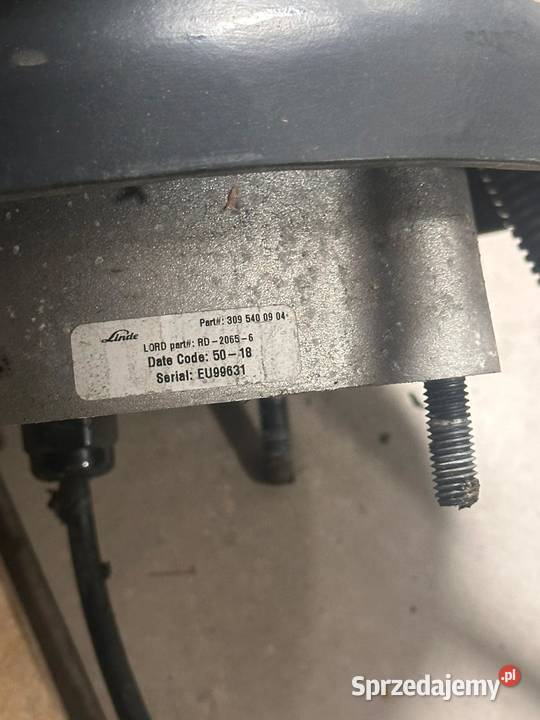 Linde
Part#: 309 540 09 04
LORD part#: RD-2065-6
Date Code: 50-18
Serial: EU99631
Sprzedajemy.pl